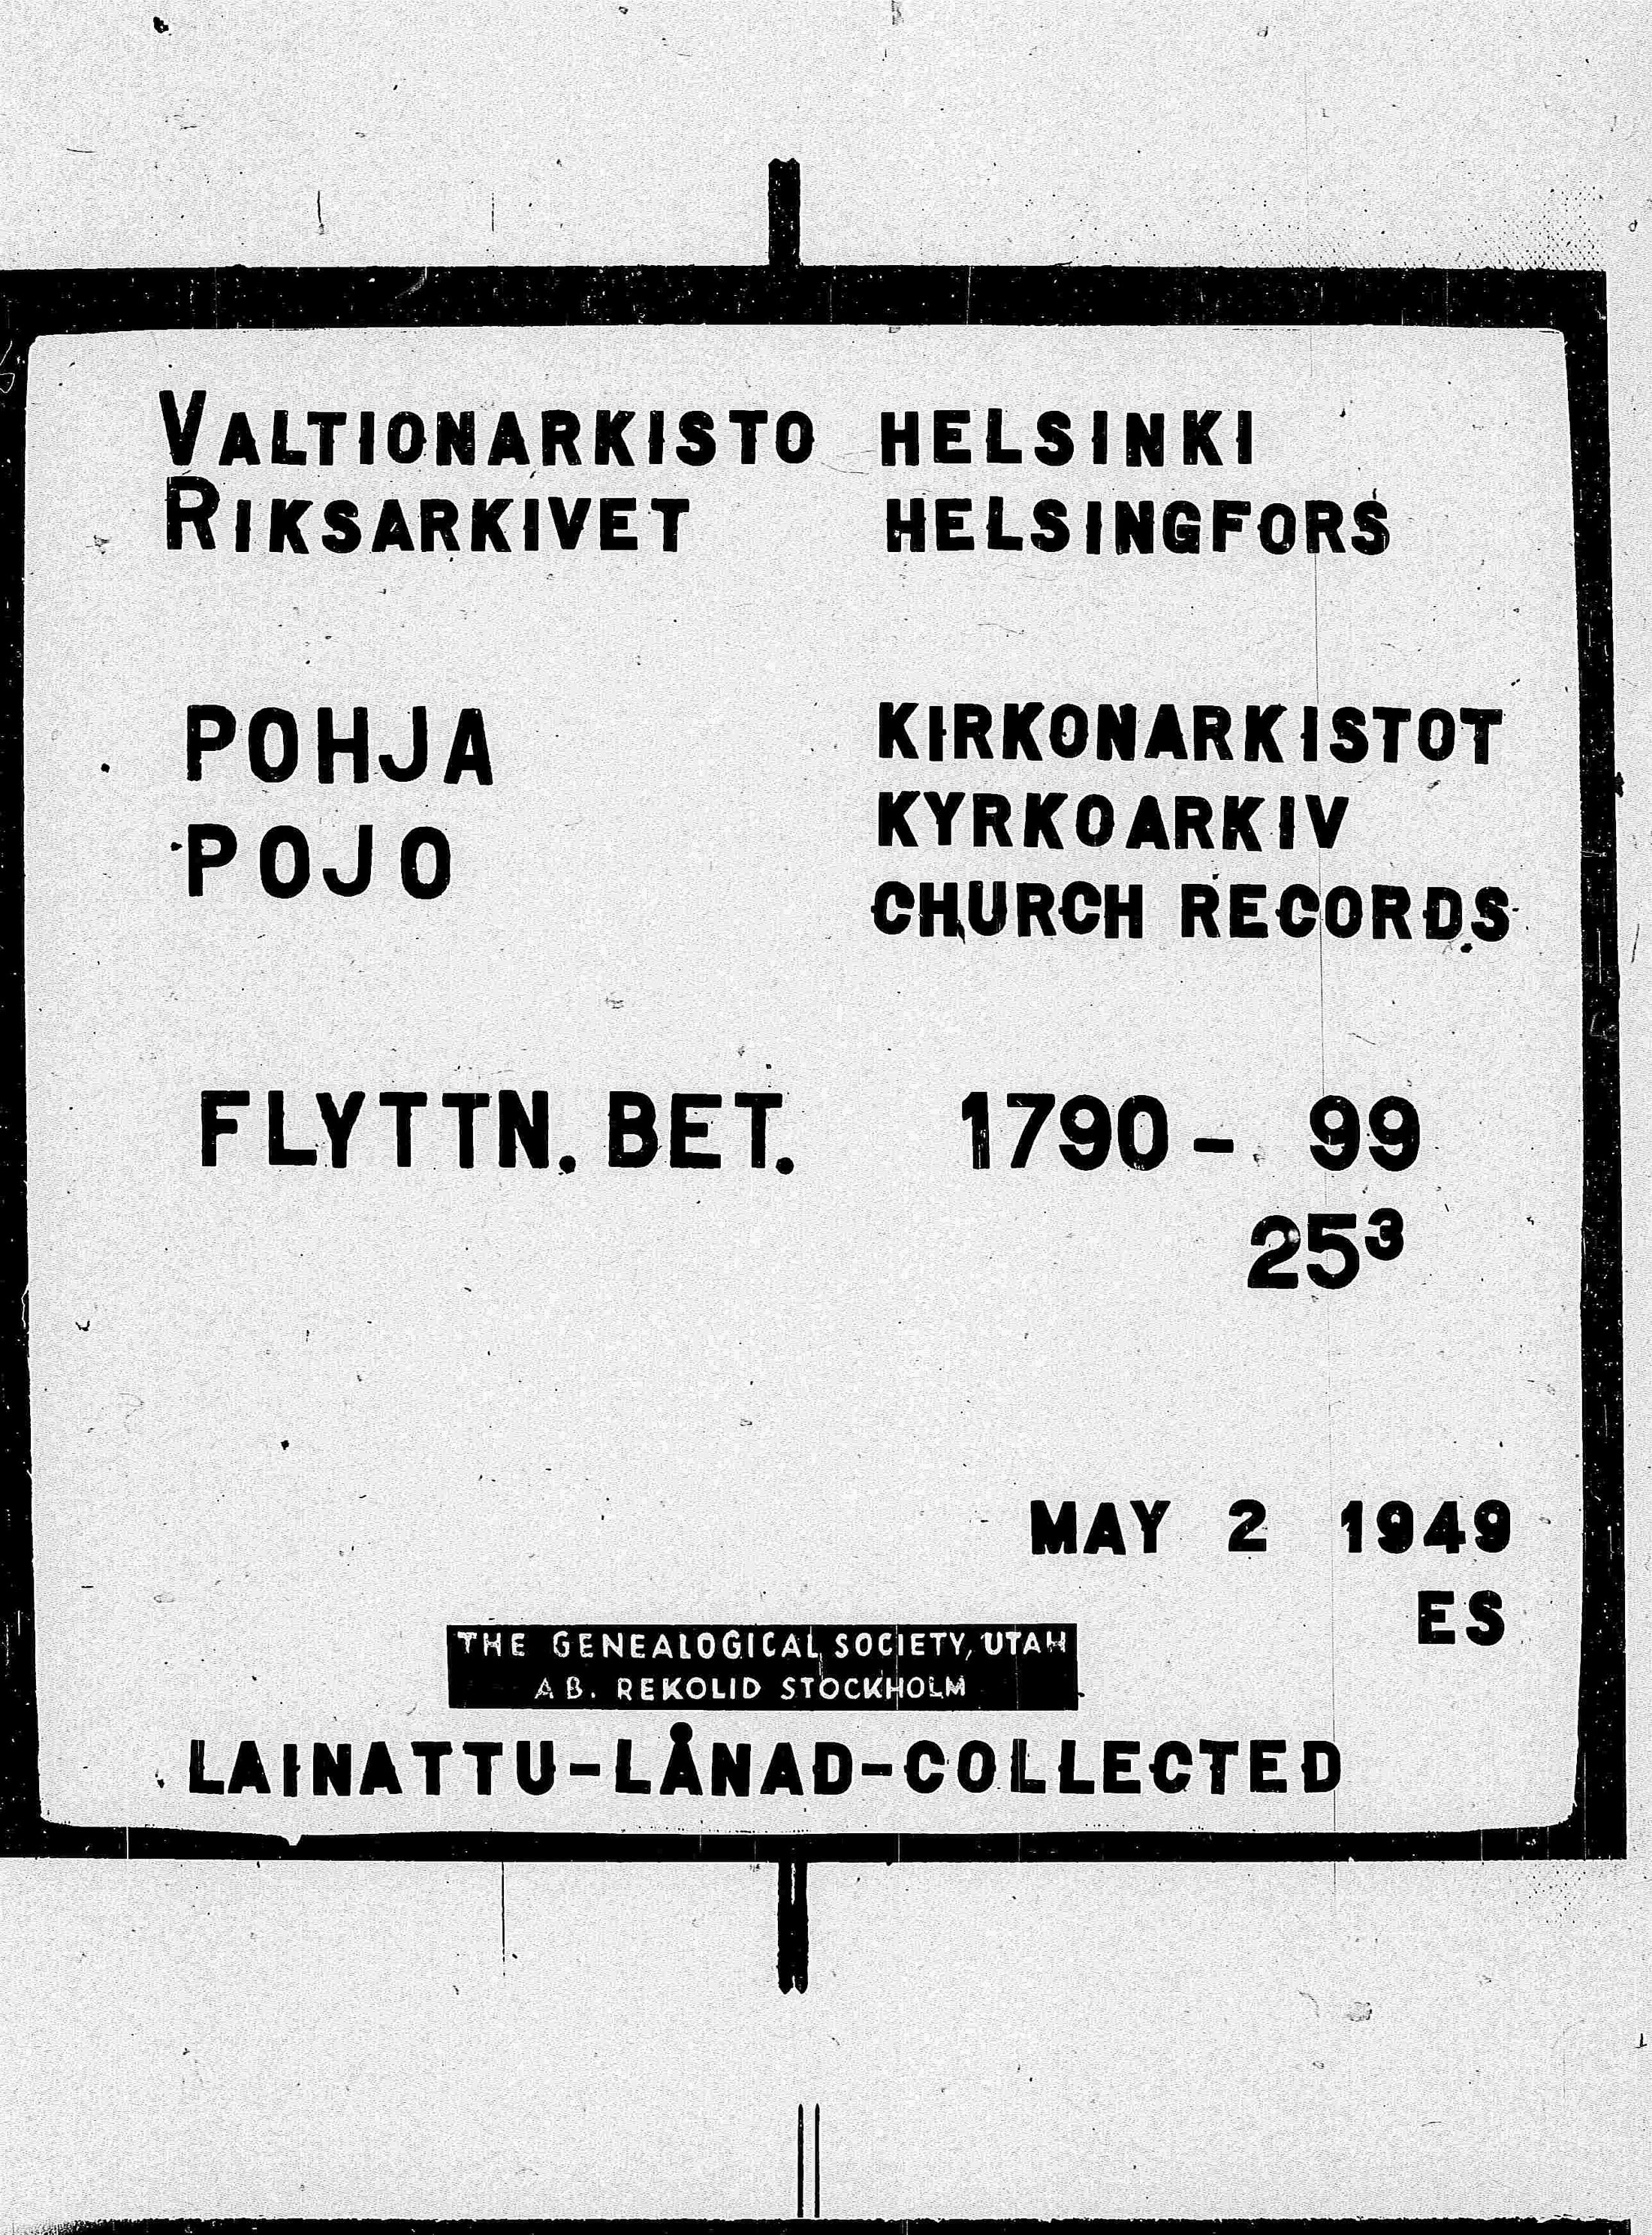 VALTIONARKISTO HELSINKI
RIKSARKIVET HELSINGFORS
POHJA
POJO
KIRKONARKISTOT
KYRKOARKIV
CHURCH RECORDS
FLYTTN. BET. 1790 - 99
25³
MAY 2 1949
ES
THE GENEALOGICAL SOCIETY, UTAH
AB. REKOLID STOCKHOLM
LAINATTU-LÅNAD-COLLECTED